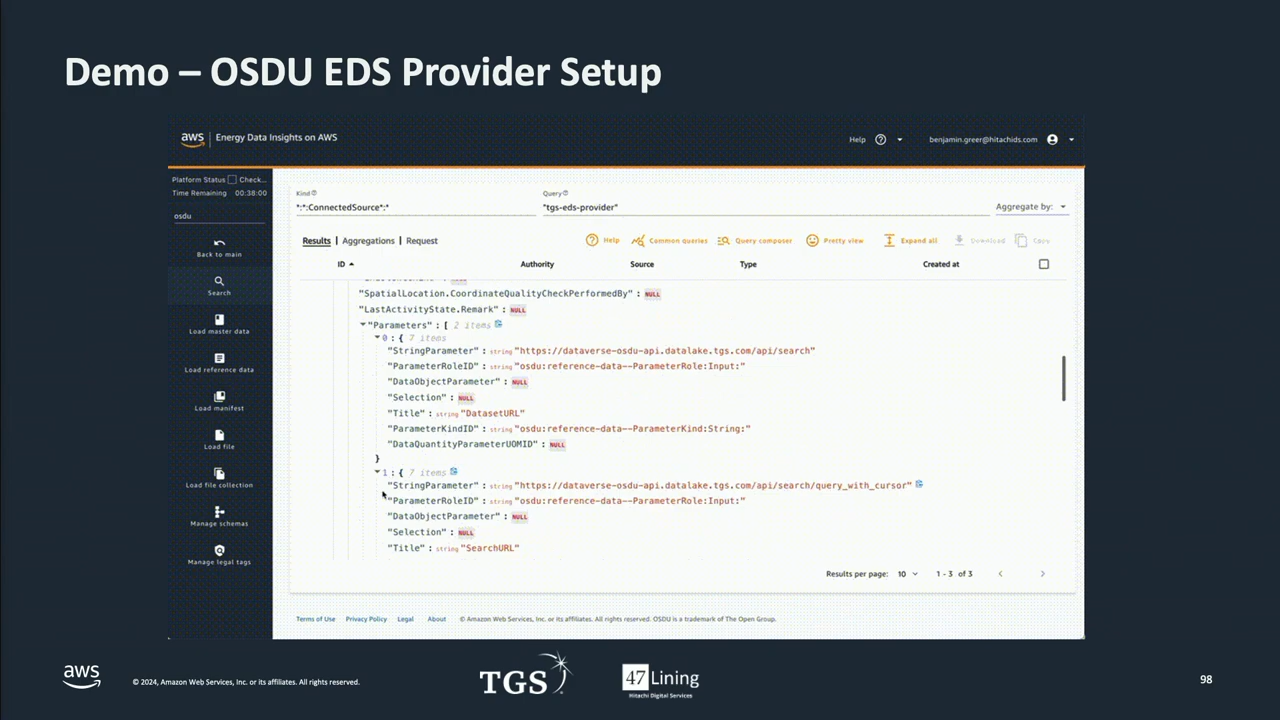 Demo – OSDU EDS Provider Setup
aws Energy Data Insights on AWS
Help
benjamin.greer@hitachids.com
Platform Status Check...
Time Remaining 00:38:00
osdu
Back to main
Search
Load master data
Load reference data
Load manifest
Load file
Load file collection
Manage schemas
Manage legal tags
Kind
*:*:ConnectedSource*:*
Query
"tgs-eds-provider"
Aggregate by:
Results | Aggregations | Request
Help
Common queries
Query composer
Pretty view
Expand all
Download
Copy
ID
Authority
Source
Type
Created at
"SpatialLocation.CoordinateQualityCheckPerformedBy" : NULL
"LastActivityState.Remark" : NULL
"Parameters" : [ 2 items
0 : { 7 items
"StringParameter" : string "https://dataverse-osdu-api.datalake.tgs.com/api/search"
"ParameterRoleID" : string "osdu:reference-data--ParameterRole:Input:"
"DataObjectParameter" : NULL
"Selection" : NULL
"Title" : string "DatasetURL"
"ParameterKindID" : string "osdu:reference-data--ParameterKind:String:"
"DataQuantityParameterUOMID" : NULL
}
1 : { 7 items
"StringParameter" : string "https://dataverse-osdu-api.datalake.tgs.com/api/search/query_with_cursor"
"ParameterRoleID" : string "osdu:reference-data--ParameterRole:Input:"
"DataObjectParameter" : NULL
"Selection" : NULL
"Title" : string "SearchURL"
Results per page: 10
1 - 3 of 3
Terms of Use
Privacy Policy
Legal
About
© Amazon Web Services, Inc. or its affiliates. All rights reserved. OSDU is a trademark of The Open Group.
aws
© 2024, Amazon Web Services, Inc. or its affiliates. All rights reserved.
TGS
47 Lining
Hitachi Digital Services
98